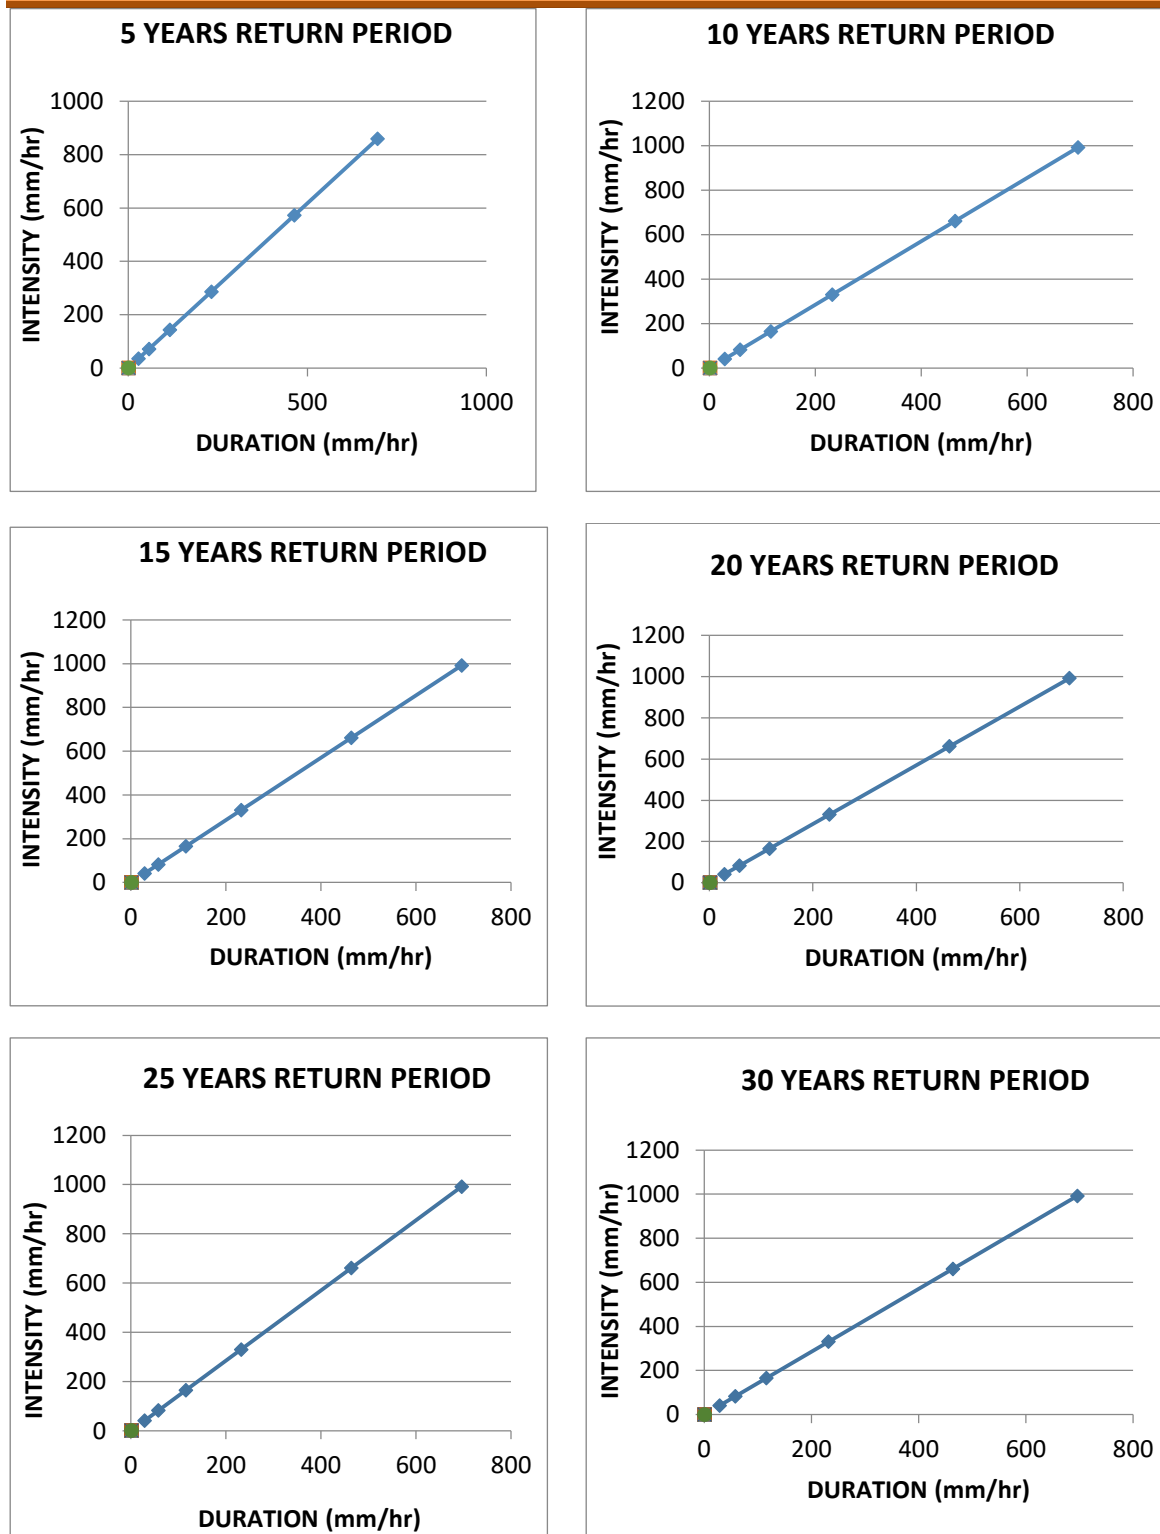 5 YEARS RETURN PERIOD
1000
800
600
400
200
0
INTENSITY (mm/hr)
0 500 1000
DURATION (mm/hr)
10 YEARS RETURN PERIOD
1200
1000
800
600
400
200
0
INTENSITY (mm/hr)
0 200 400 600 800
DURATION (mm/hr)
15 YEARS RETURN PERIOD
1200
1000
800
600
400
200
0
INTENSITY (mm/hr)
0 200 400 600 800
DURATION (mm/hr)
20 YEARS RETURN PERIOD
1200
1000
800
600
400
200
0
INTENSITY (mm/hr)
0 200 400 600 800
DURATION (mm/hr)
25 YEARS RETURN PERIOD
1200
1000
800
600
400
200
0
INTENSITY (mm/hr)
0 200 400 600 800
DURATION (mm/hr)
30 YEARS RETURN PERIOD
1200
1000
800
600
400
200
0
INTENSITY (mm/hr)
0 200 400 600 800
DURATION (mm/hr)